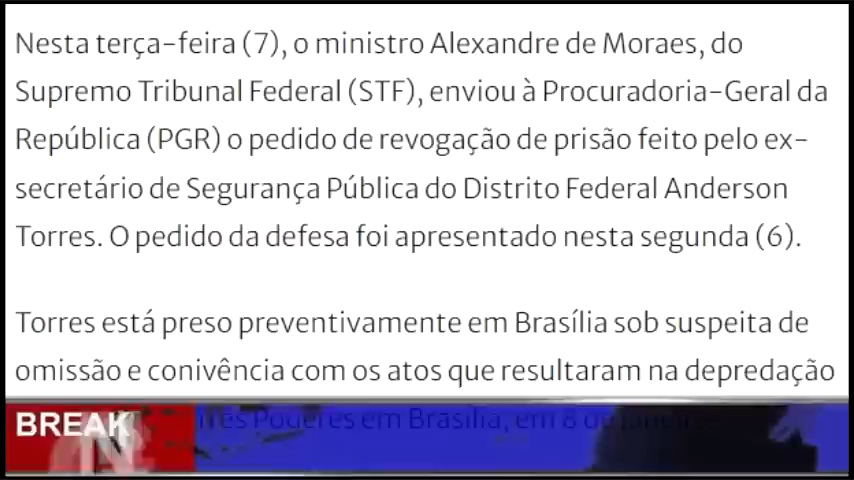 Nesta terça-feira (7), o ministro Alexandre de Moraes, do
Supremo Tribunal Federal (STF), enviou à Procuradoria-Geral da
República (PGR) o pedido de revogação de prisão feito pelo ex-
secretário de Segurança Pública do Distrito Federal Anderson
Torres. O pedido da defesa foi apresentado nesta segunda (6).
Torres está preso preventivamente em Brasília sob suspeita de
omissão e conivência com os atos que resultaram na depredação
Três Poderes em Brasília, em 8 de
BREAK